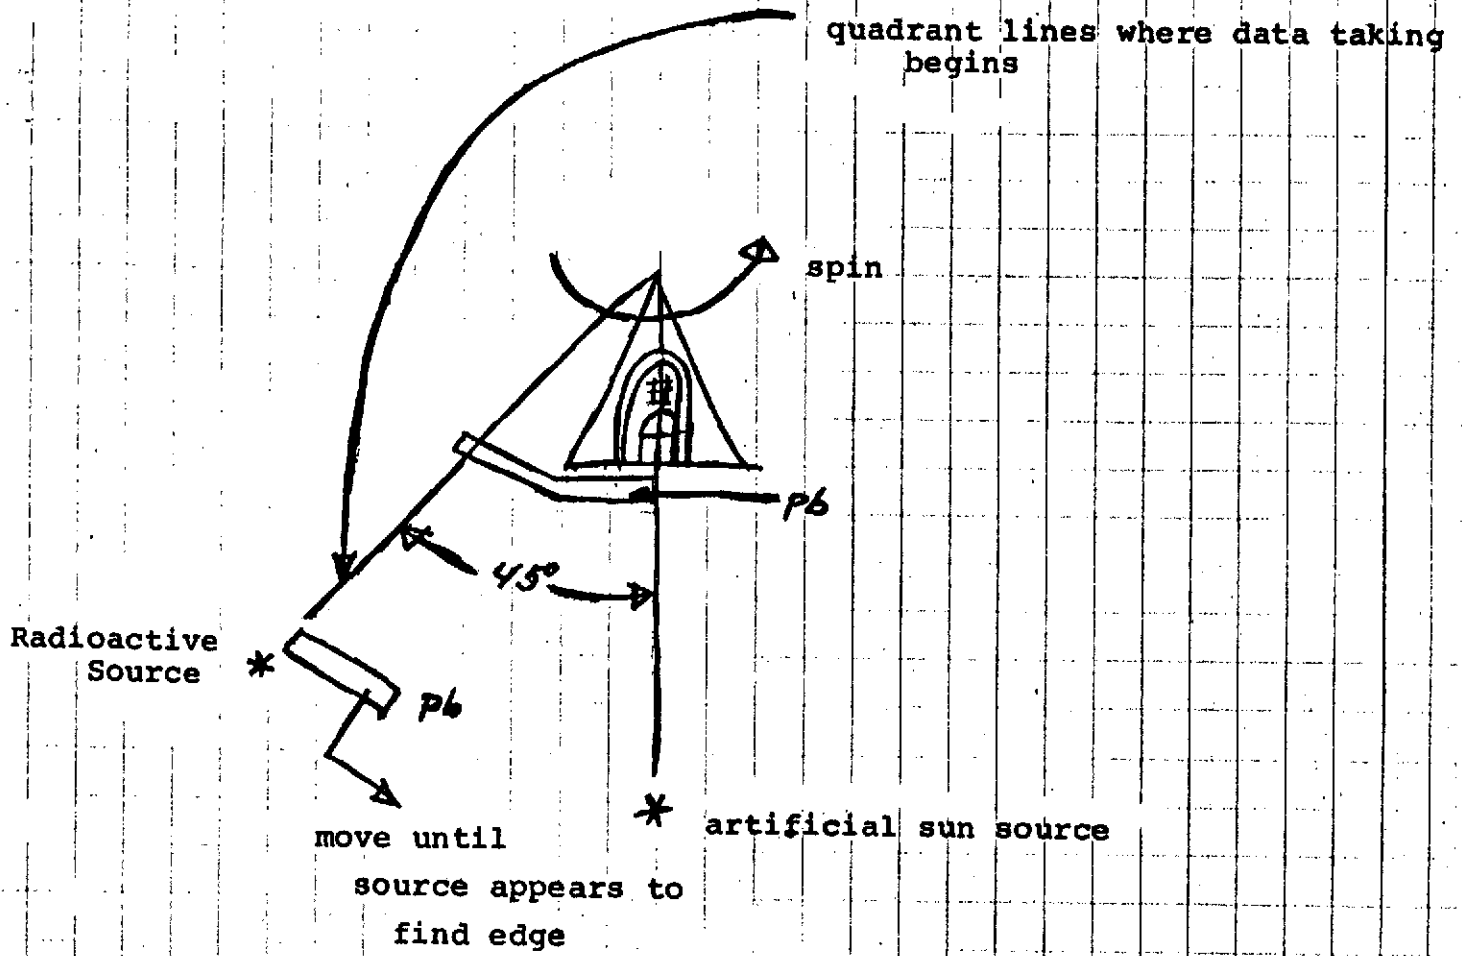 quadrant lines where data taking
begins
spin
pb
45°
Radioactive
Source
pb
artificial sun source
move until
source appears to
find edge